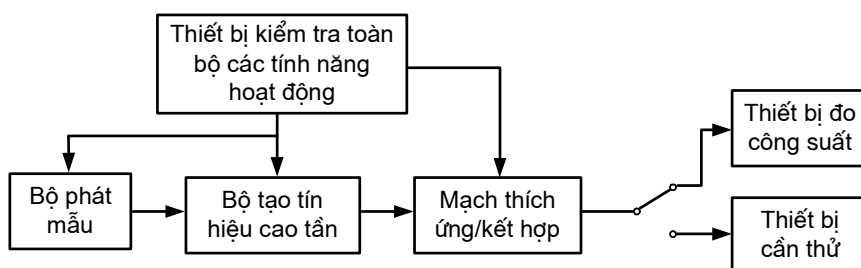 Thiết bị kiểm tra toàn
bộ các tính năng
hoạt động
Thiết bị đo
công suất
Bộ phát
mẫu
Bộ tạo tín
hiệu cao tần
Mạch thích
ứng/kết hợp
Thiết bị
cần thử